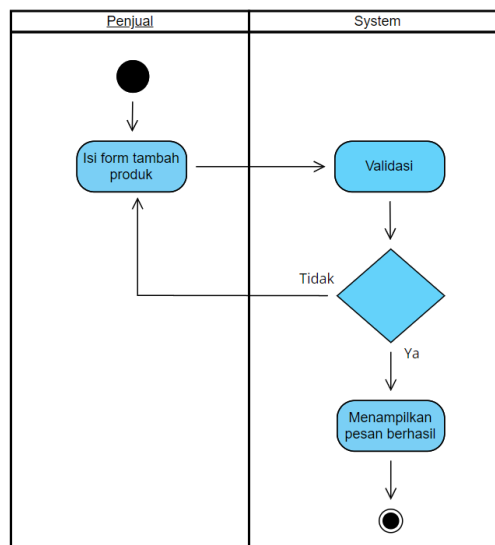 Penjual
System
Isi form tambah
produk
Validasi
Tidak
Ya
Menampilkan
pesan berhasil